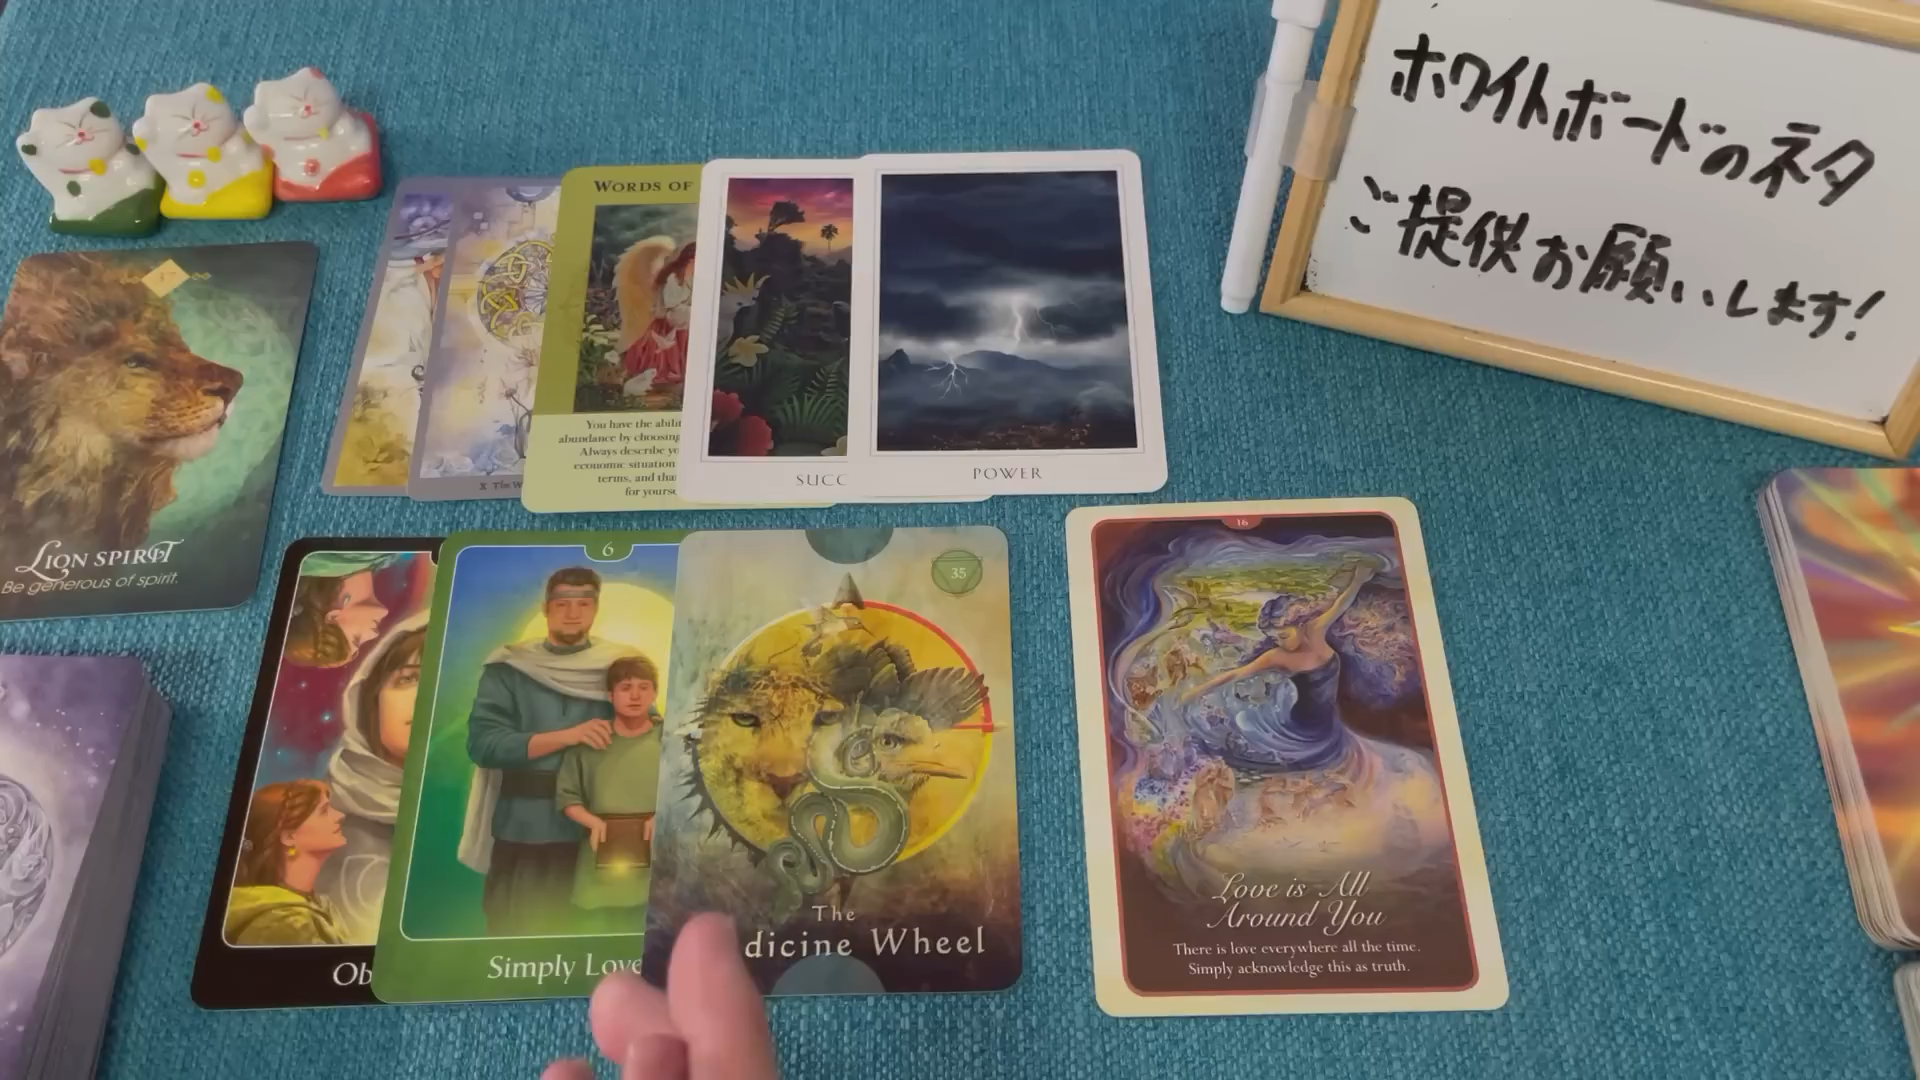 ホワイトボードのネタ
ご提供お願いします!
WORDS OF
You have the
abundance by choosing
Always describe
economic situation
terms, and
for
SUCC
POWER
X The W
37
LION SPIRIT
Be generous of spirit.
Ob
6
Simply Love
35
The
dicine Wheel
16
Love is All
Around You
There is love everywhere all the time.
Simply acknowledge this as truth.